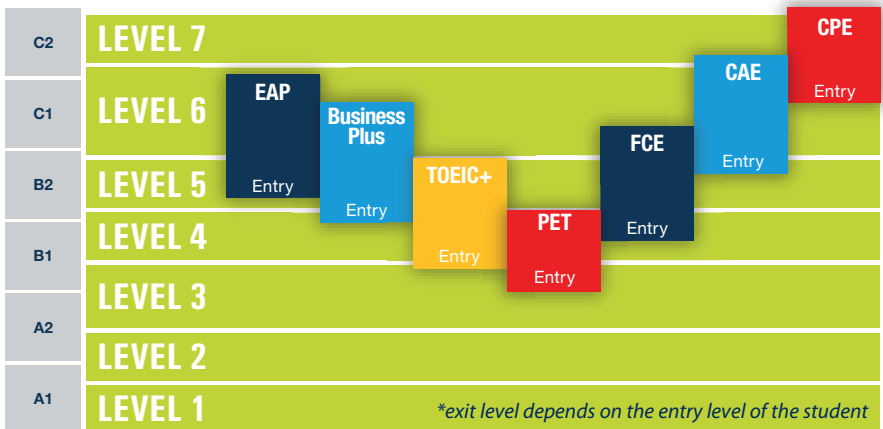 C2
C1
B2
B1
A2
A1
LEVEL 7
LEVEL 6
LEVEL 5
LEVEL 4
LEVEL 3
LEVEL 2
LEVEL 1
EAP
Entry
Business
Plus
Entry
TOEIC+
Entry
PET
Entry
FCE
Entry
CAE
Entry
CPE
Entry
*exit level depends on the entry level of the student